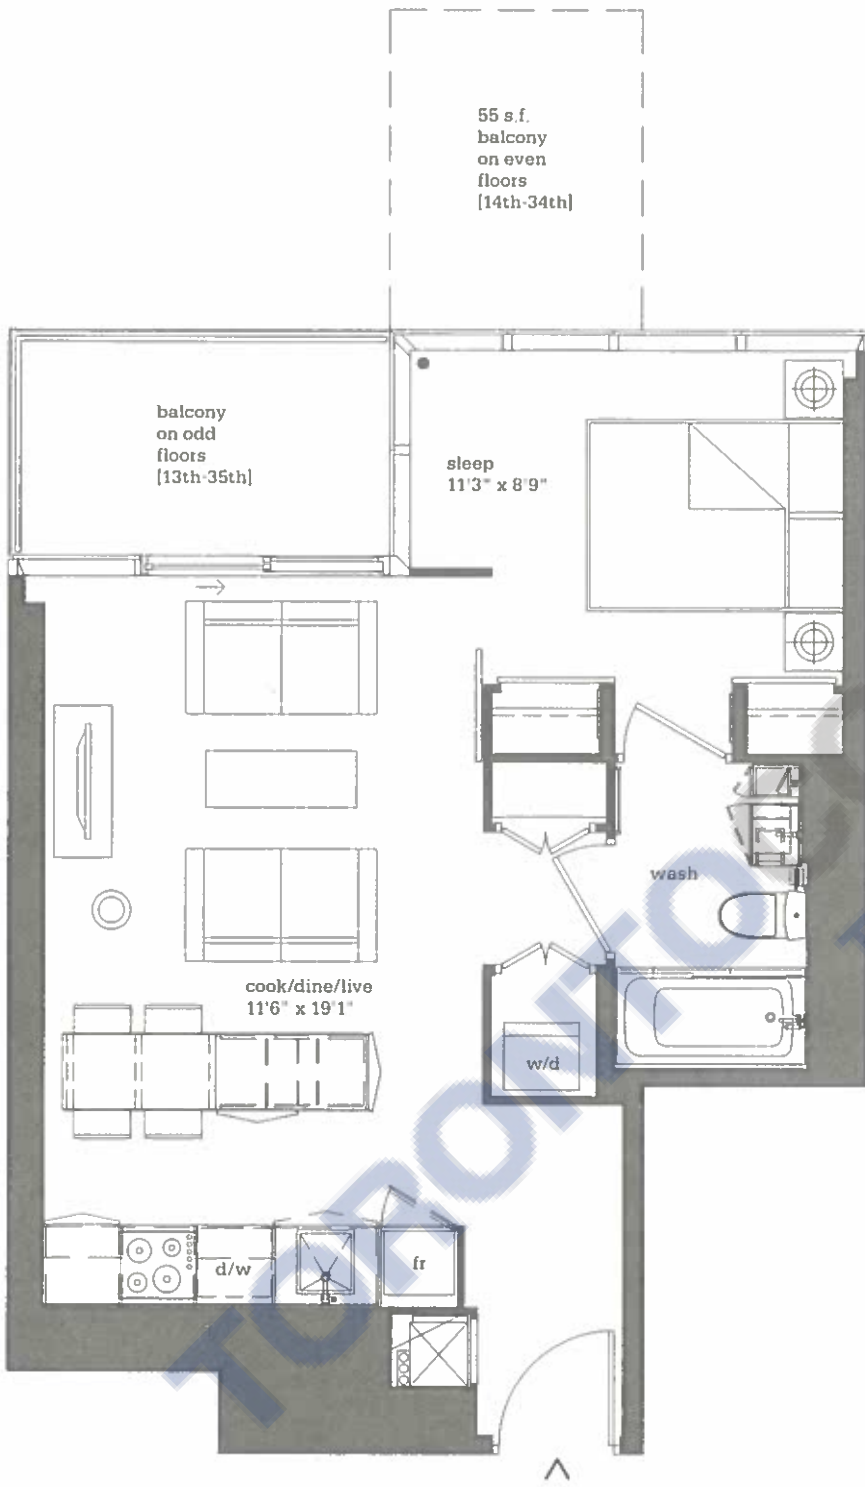 55 s.f.
balcony
on even
floors
[14th-34th]
balcony
on odd
floors
[13th-35th]
sleep
11'3" x 8'9"
wash
cook/dine/live
11'6" x 19'1"
w/d
d/w
fr
TORONTO